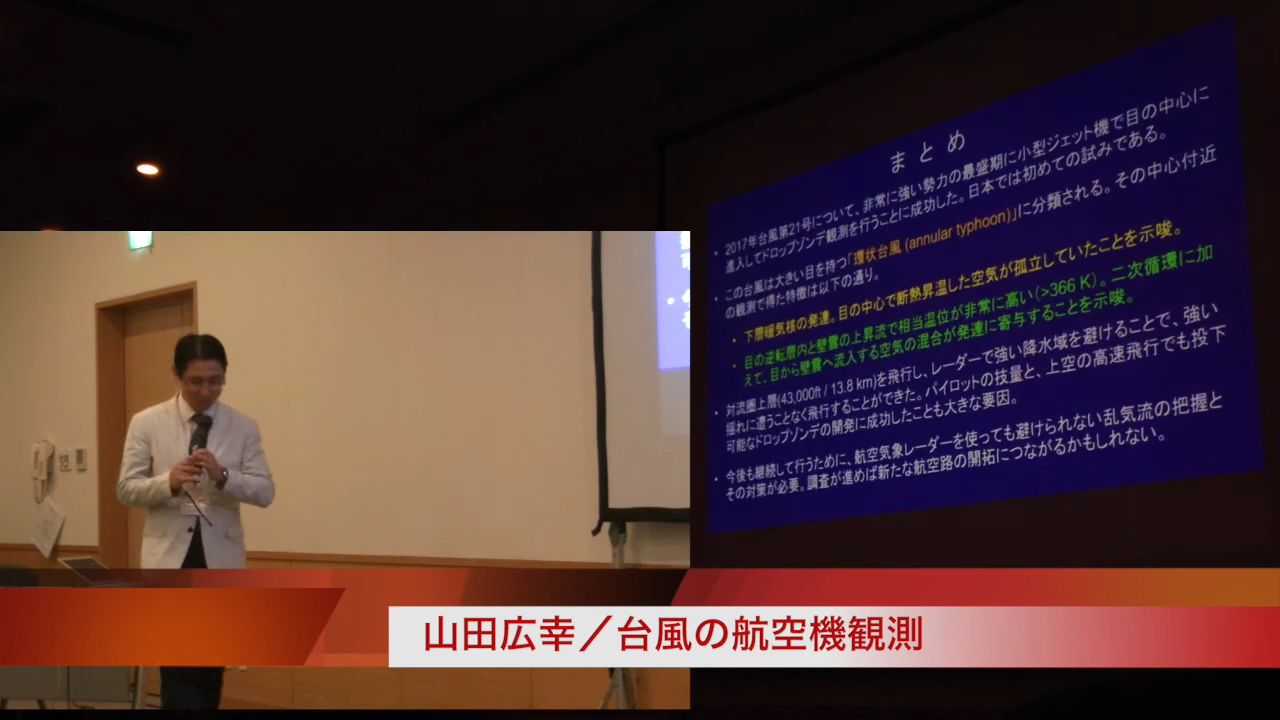 まとめ
・2017年台風第21号について、非常に強い勢力の最盛期に小型ジェット機で目の中心に
進入してドロップゾンデ観測を行うことに成功した。日本では初めての試みである。
・この台風は大きい目を持つ「環状台風 (annular typhoon)」に分類される。その中心付近
の観測で得た特徴は以下の通り。
・下層暖気核の発達。目の中心で断熱昇温した空気が孤立していたことを示唆。
・目の逆転層内と壁雲の上昇流で相当温位が非常に高い(>366 K)。二次循環に加
えて、目から壁雲へ流入する空気の混合が発達に寄与することを示唆。
・対流圏上層(43,000ft / 13.8 km)を飛行し、レーダーで強い降水域を避けることで、強い
揺れに遭うことなく飛行することができた。パイロットの技量と、上空の高速飛行でも投下
可能なドロップゾンデの開発に成功したことも大きな要因。
・今後も継続して行うために、航空気象レーダーを使っても避けられない乱気流の把握と
その対策が必要。調査が進めば新たな航空路の開拓につながるかもしれない。
山田広幸／台風の航空機観測